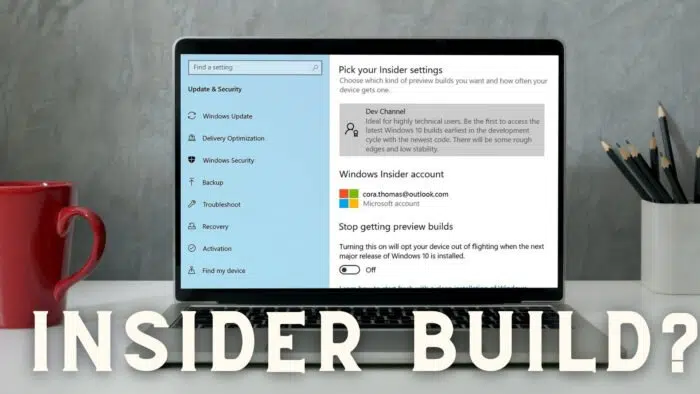 Find a setting
Update & Security
Windows Update
Delivery Optimization
Windows Security
Backup
Troubleshoot
Recovery
Activation
Find my device
Pick your Insider settings
Choose which kind of preview builds you want and how often your
device gets one.
Dev Channel
Ideal for highly technical users. Be the first to access the
latest Windows 10 builds earliest in the development
cycle with the newest code. There will be some rough
edges and low stability.
Windows Insider account
cora.thomas@outlook.com
Microsoft account
Stop getting preview builds
Turning this on will opt your device out of flighting when the next
major release of Windows 10 is installed.
Off
INSIDER BUILD?